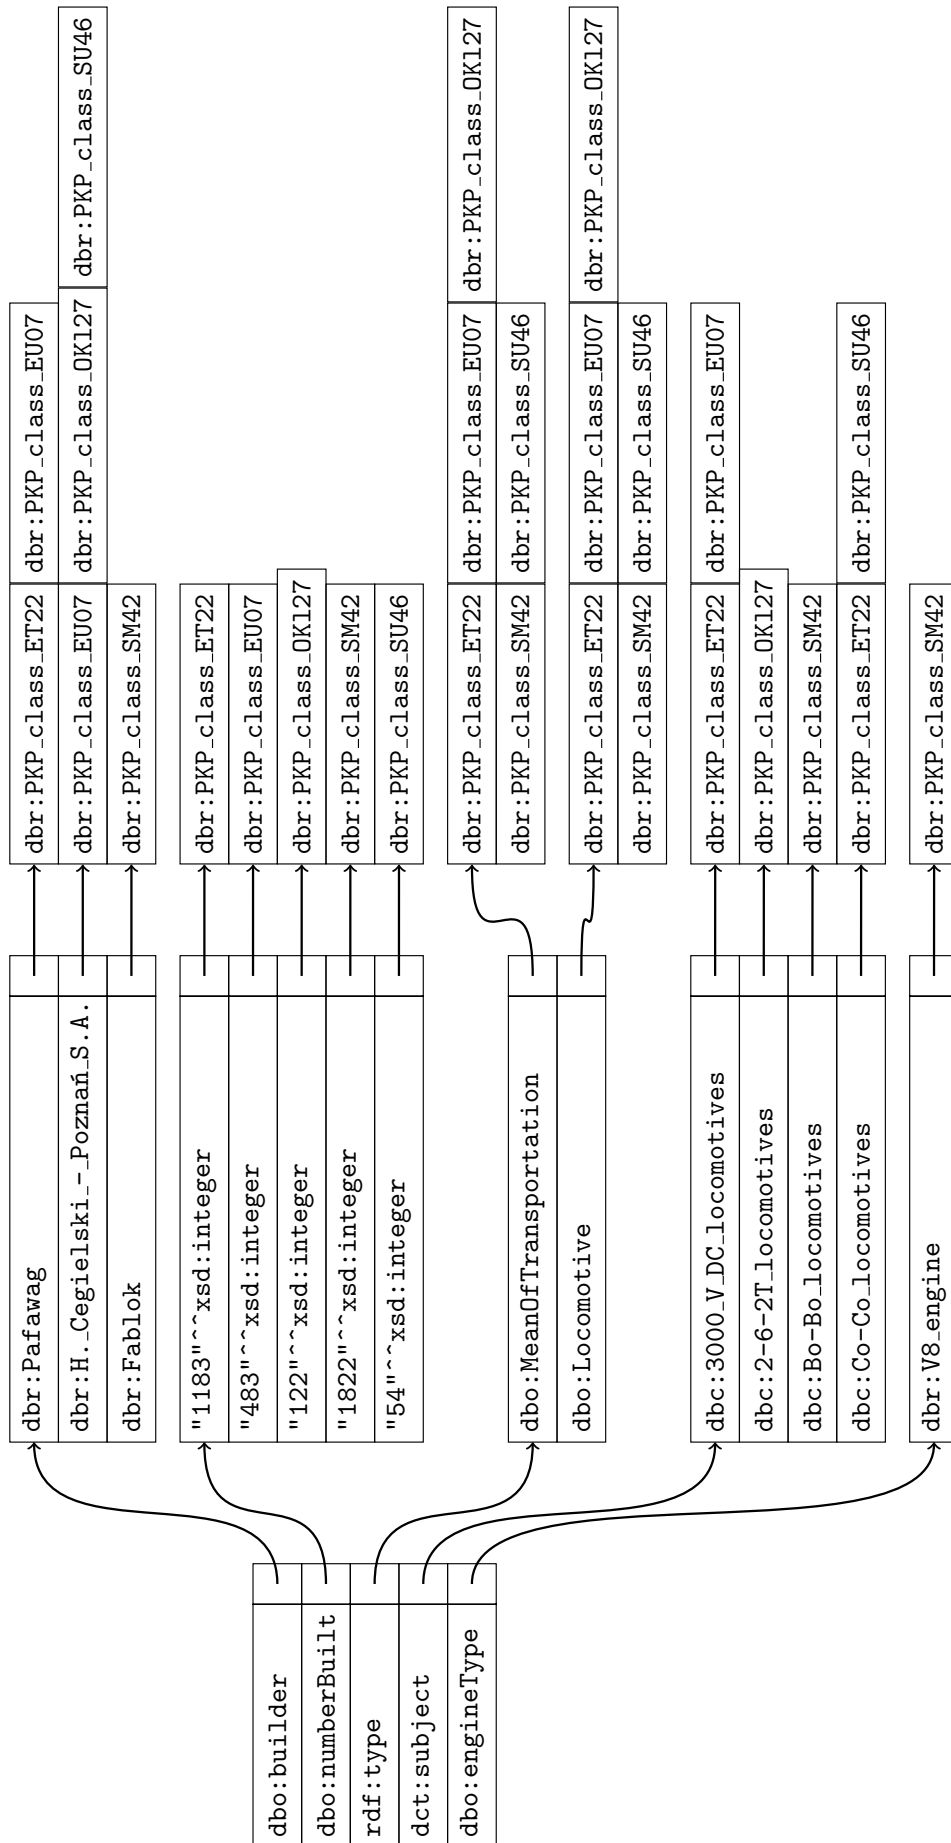 dbo:builder
dbo:numberBuilt
rdf:type
dct:subject
dbo:engineType
dbr:Pafawag
dbr:H._Cegielski_-_Poznań_S.A.
dbr:Fablok
"1183"^^xsd:integer
"483"^^xsd:integer
"122"^^xsd:integer
"1822"^^xsd:integer
"54"^^xsd:integer
dbo:MeanOfTransportation
dbo:Locomotive
dbc:3000_V_DC_locomotives
dbc:2-6-2T_locomotives
dbc:Bo-Bo_locomotives
dbc:Co-Co_locomotives
dbr:V8_engine
dbr:PKP_class_ET22 dbr:PKP_class_EU07
dbr:PKP_class_EU07 dbr:PKP_class_OKl27 dbr:PKP_class_SU46
dbr:PKP_class_SM42
dbr:PKP_class_ET22
dbr:PKP_class_EU07
dbr:PKP_class_OKl27
dbr:PKP_class_SM42
dbr:PKP_class_SU46
dbr:PKP_class_ET22 dbr:PKP_class_EU07 dbr:PKP_class_OKl27
dbr:PKP_class_SM42 dbr:PKP_class_SU46
dbr:PKP_class_ET22 dbr:PKP_class_EU07 dbr:PKP_class_OKl27
dbr:PKP_class_SM42 dbr:PKP_class_SU46
dbr:PKP_class_ET22 dbr:PKP_class_EU07
dbr:PKP_class_OKl27
dbr:PKP_class_SM42
dbr:PKP_class_ET22 dbr:PKP_class_SU46
dbr:PKP_class_SM42